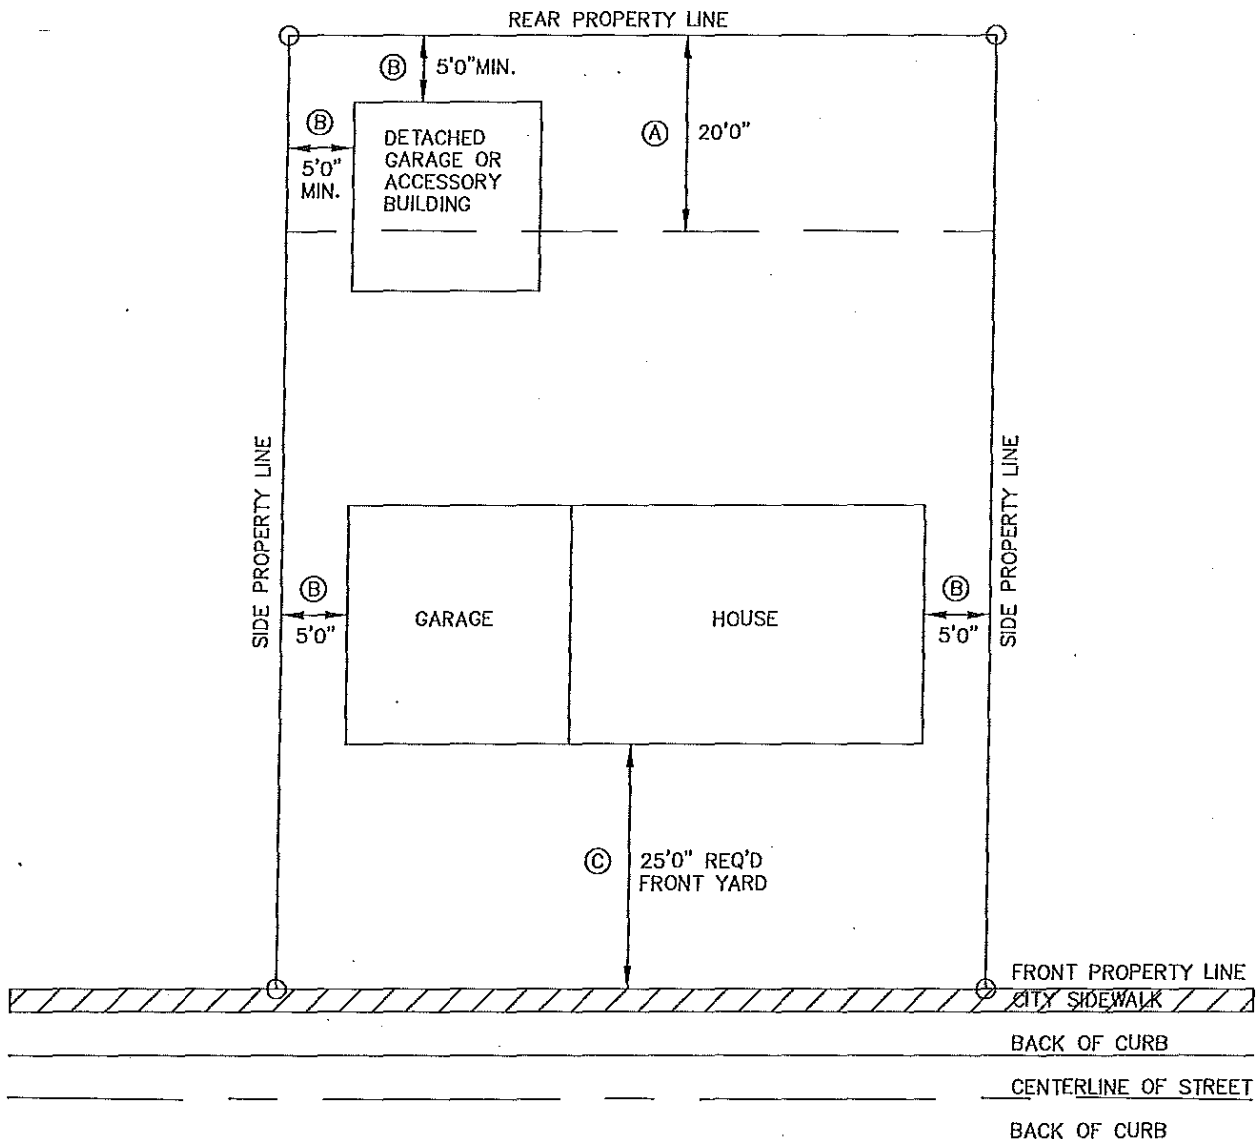 REAR PROPERTY LINE
Ⓑ 5'0"MIN.
Ⓑ
5'0"
MIN.
DETACHED
GARAGE OR
ACCESSORY
BUILDING
Ⓐ 20'0"
SIDE PROPERTY LINE
SIDE PROPERTY LINE
Ⓑ
5'0"
GARAGE
HOUSE
Ⓑ
5'0"
Ⓒ 25'0" REQ'D
FRONT YARD
FRONT PROPERTY LINE
CITY SIDEWALK
BACK OF CURB
CENTERLINE OF STREET
BACK OF CURB